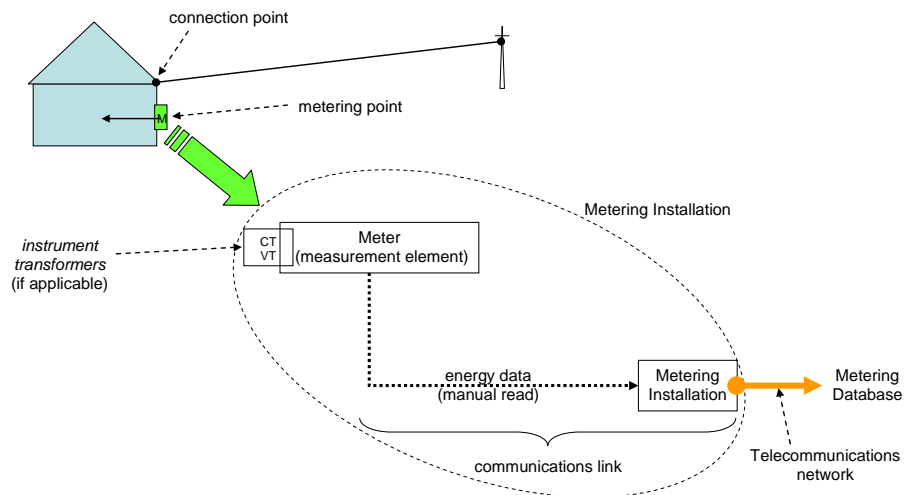 connection point
metering point
M
Metering Installation
instrument
transformers
(if applicable)
CT
VT
Meter
(measurement element)
energy data
(manual read)
Metering
Installation
Metering
Database
communications link
Telecommunications
network